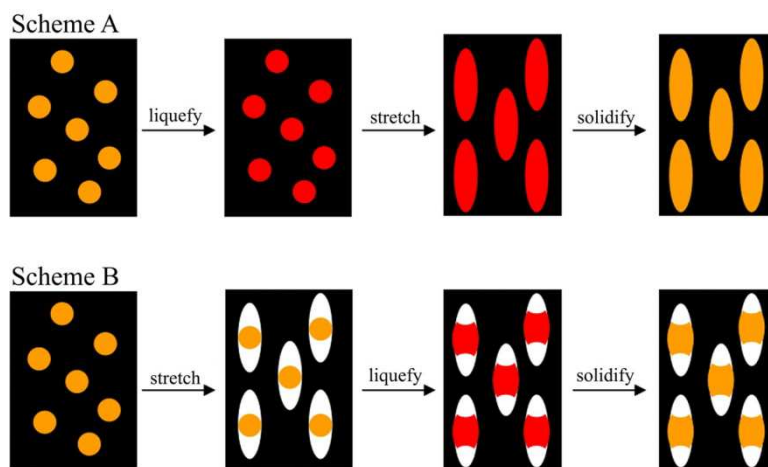 Scheme A
liquefy
stretch
solidify
Scheme B
stretch
liquefy
solidify